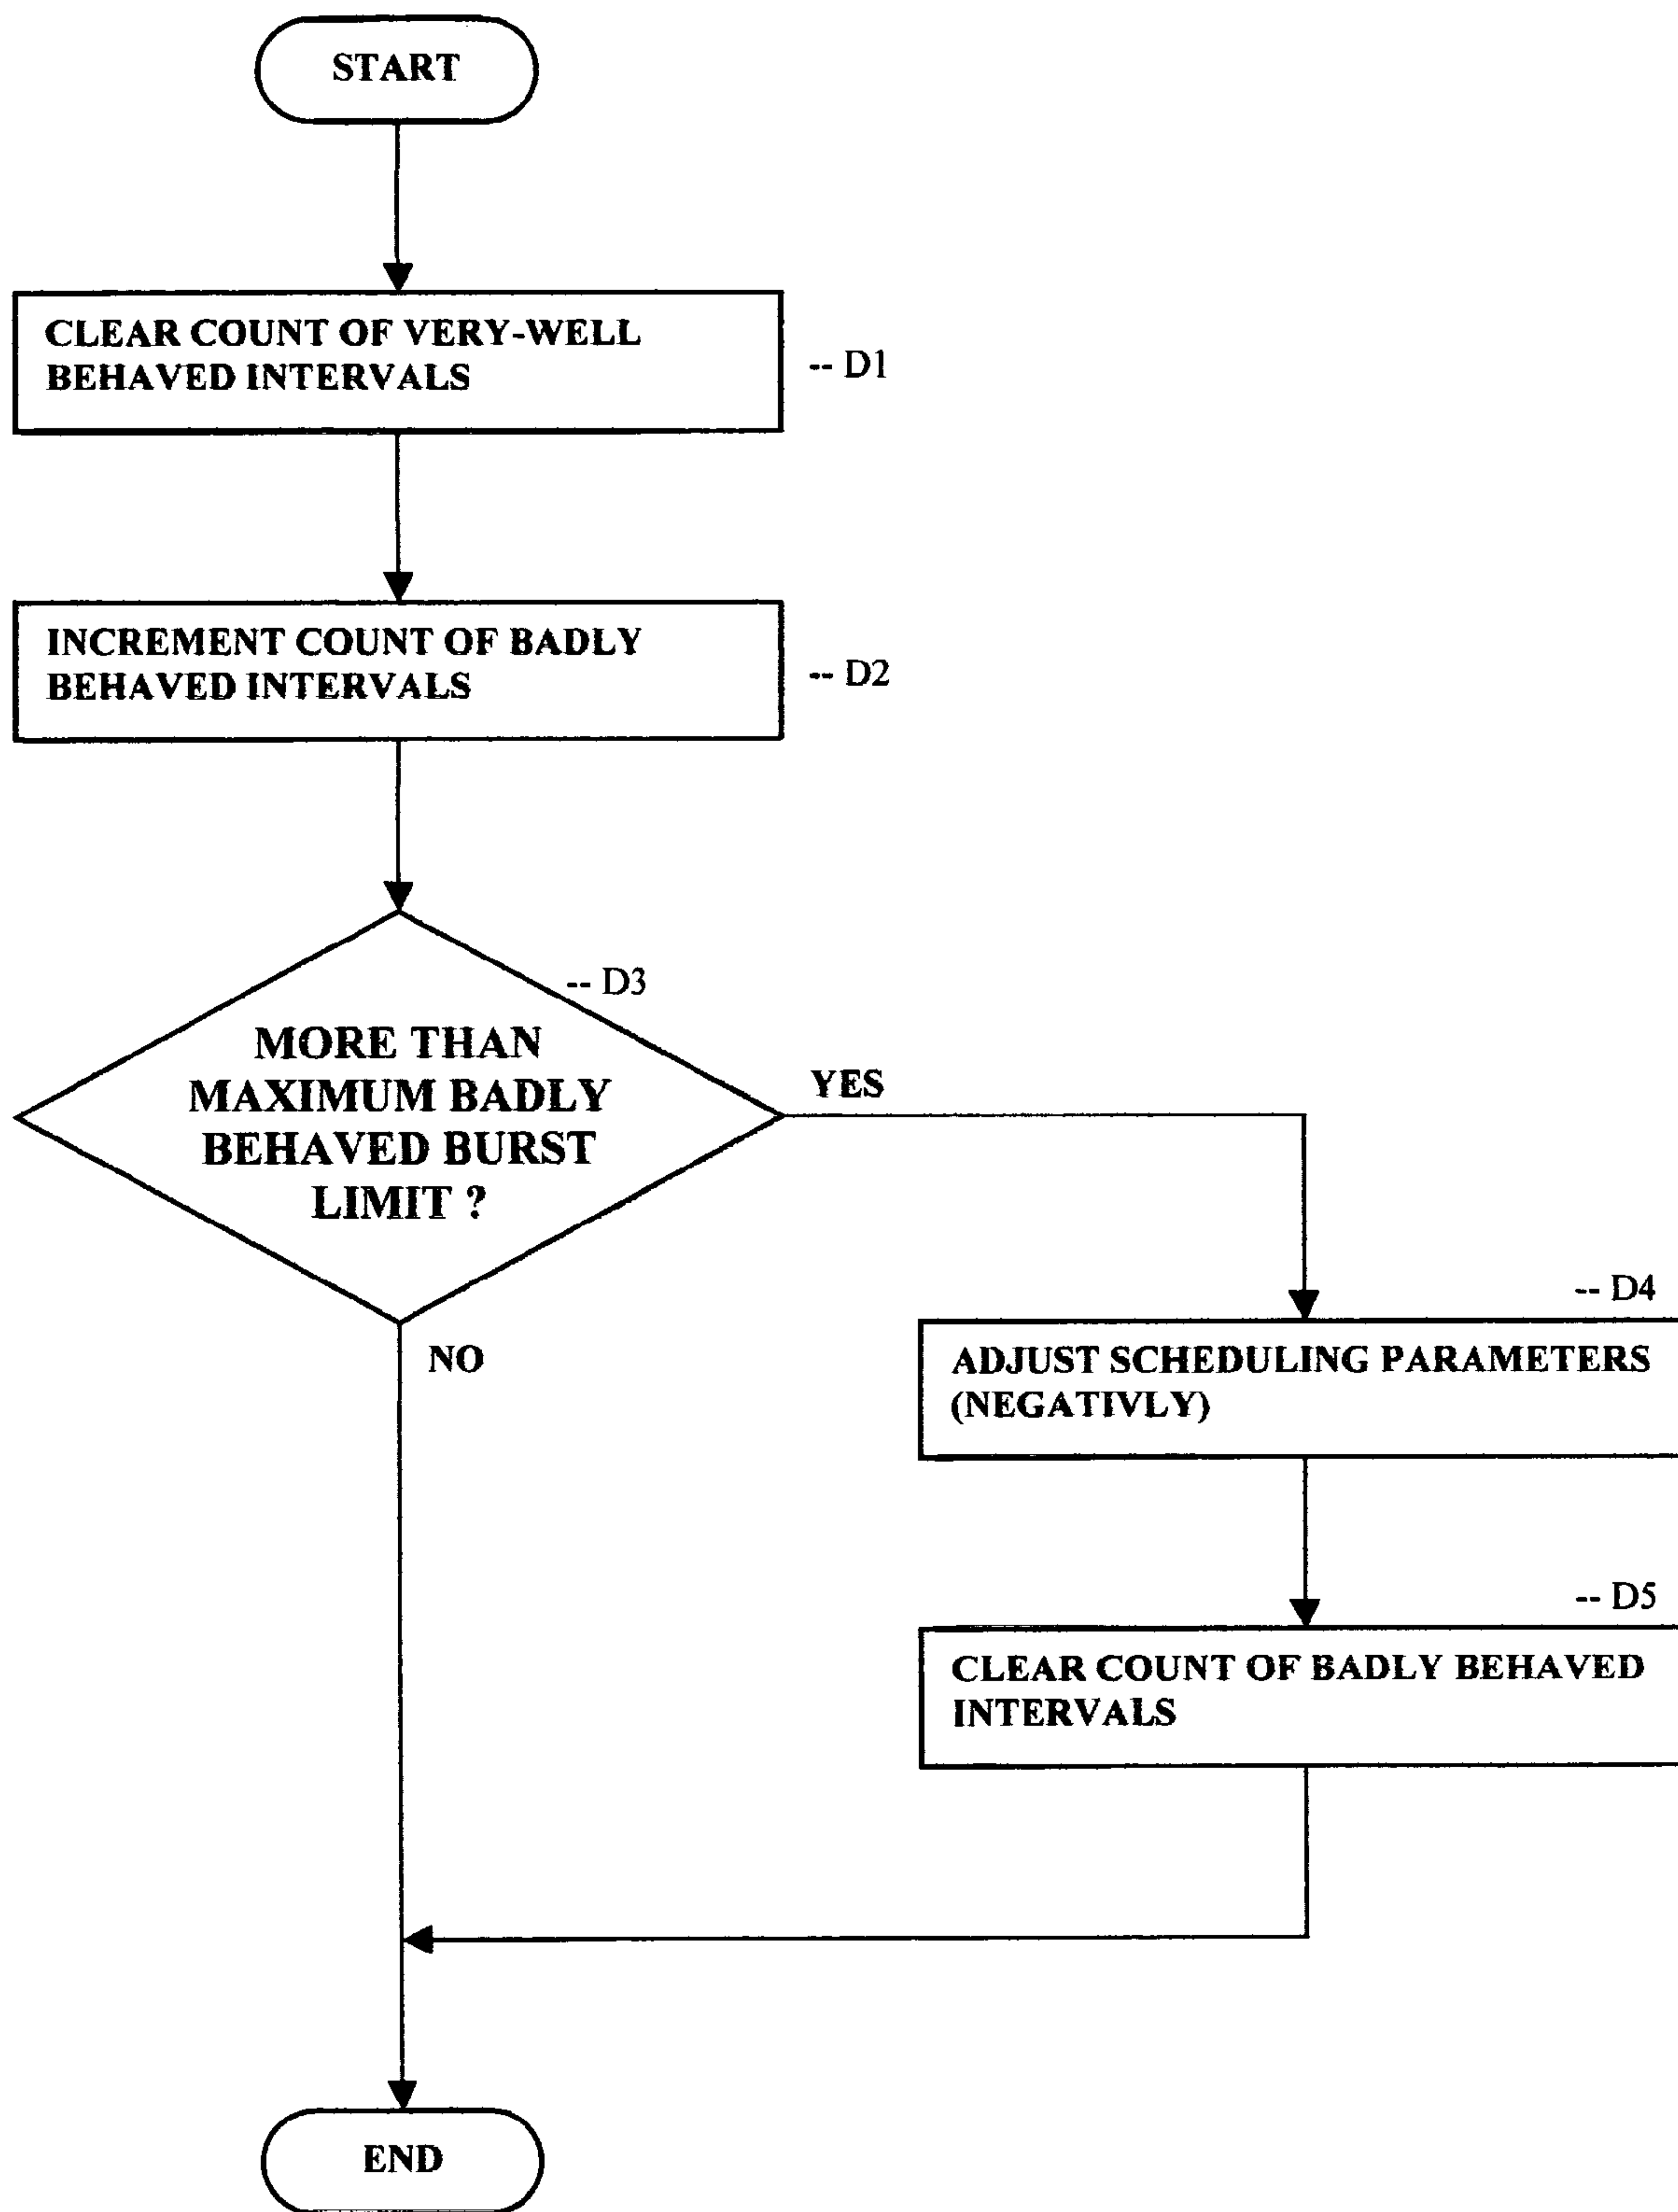 START
CLEAR COUNT OF VERY-WELL
BEHAVED INTERVALS
-- D1
INCREMENT COUNT OF BADLY
BEHAVED INTERVALS
-- D2
-- D3
MORE THAN
MAXIMUM BADLY
BEHAVED BURST
LIMIT ?
YES
NO
-- D4
ADJUST SCHEDULING PARAMETERS
(NEGATIVLY)
-- D5
CLEAR COUNT OF BADLY BEHAVED
INTERVALS
END